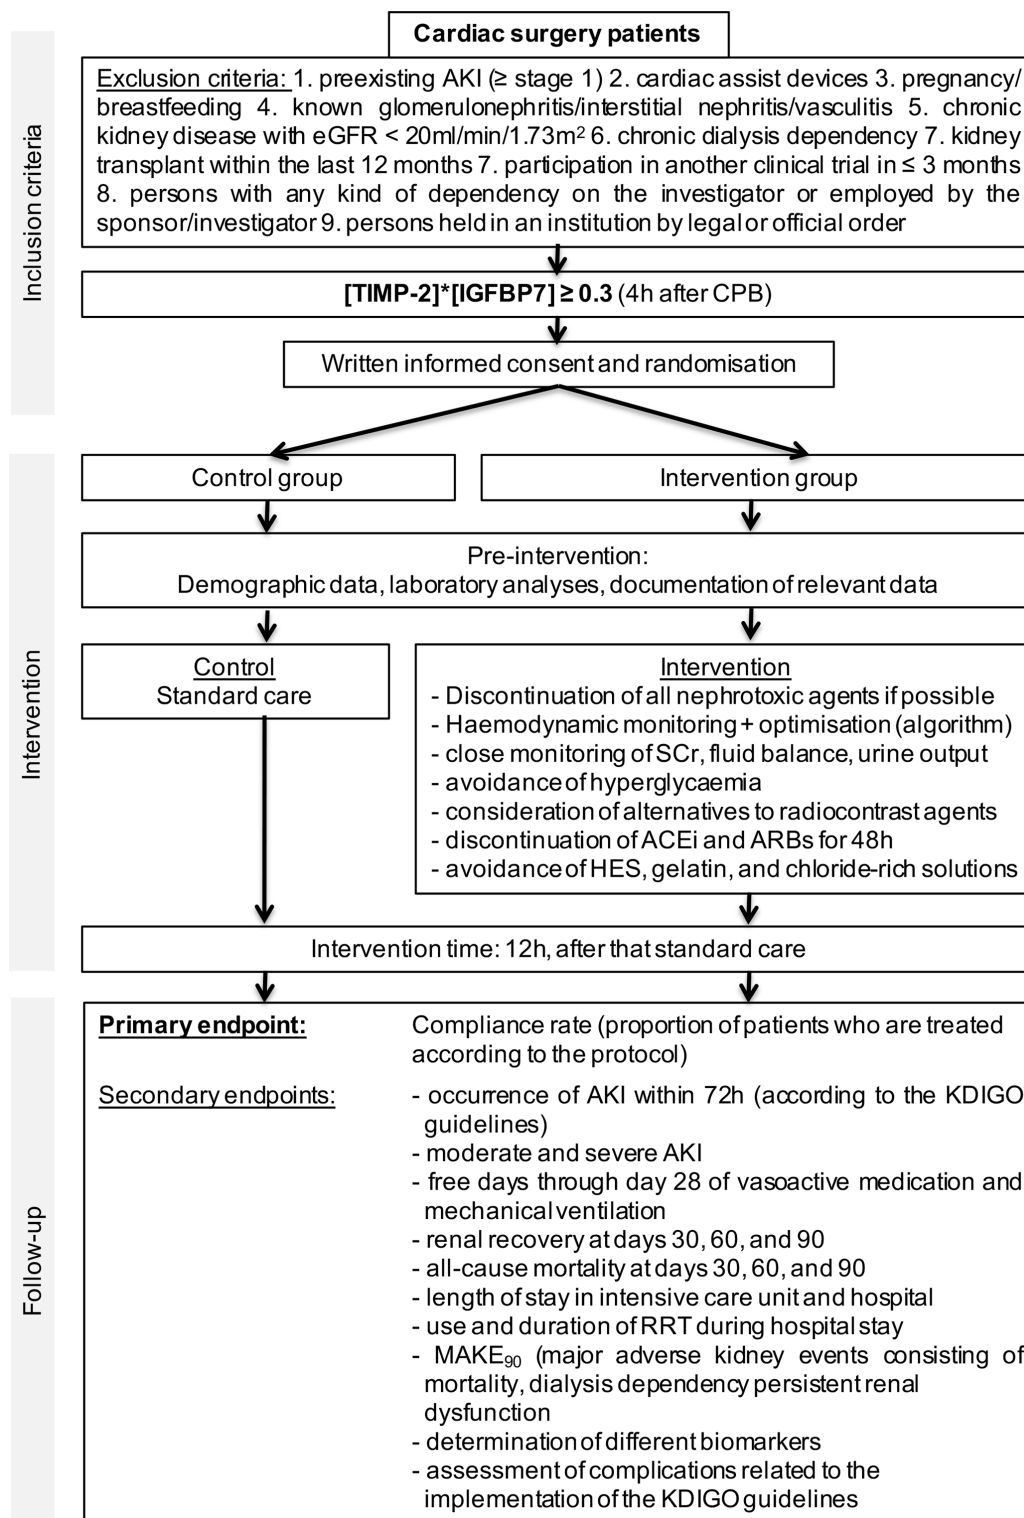 Cardiac surgery patients
Inclusion criteria
Exclusion criteria: 1. preexisting AKI (≥ stage 1) 2. cardiac assist devices 3. pregnancy/
breastfeeding 4. known glomerulonephritis/interstitial nephritis/vasculitis 5. chronic
kidney disease with eGFR < 20ml/min/1.73m² 6. chronic dialysis dependency 7. kidney
transplant within the last 12 months 7. participation in another clinical trial in ≤ 3 months
8. persons with any kind of dependency on the investigator or employed by the
sponsor/investigator 9. persons held in an institution by legal or official order
[TIMP-2]*[IGFBP7] ≥ 0.3 (4h after CPB)
Written informed consent and randomisation
Intervention
Control group
Intervention group
Pre-intervention:
Demographic data, laboratory analyses, documentation of relevant data
Control
Standard care
Intervention
- Discontinuation of all nephrotoxic agents if possible
- Haemodynamic monitoring + optimisation (algorithm)
- close monitoring of SCr, fluid balance, urine output
- avoidance of hyperglycaemia
- consideration of alternatives to radiocontrast agents
- discontinuation of ACEi and ARBs for 48h
- avoidance of HES, gelatin, and chloride-rich solutions
Intervention time: 12h, after that standard care
Follow-up
Primary endpoint:
Compliance rate (proportion of patients who are treated
according to the protocol)
Secondary endpoints:
- occurrence of AKI within 72h (according to the KDIGO
guidelines)
- moderate and severe AKI
- free days through day 28 of vasoactive medication and
mechanical ventilation
- renal recovery at days 30, 60, and 90
- all-cause mortality at days 30, 60, and 90
- length of stay in intensive care unit and hospital
- use and duration of RRT during hospital stay
- MAKE₉₀ (major adverse kidney events consisting of
mortality, dialysis dependency persistent renal
dysfunction
- determination of different biomarkers
- assessment of complications related to the
implementation of the KDIGO guidelines